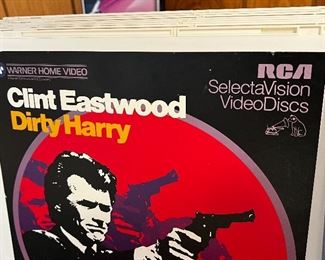 WARNER HOME VIDEO
RCA
SelectaVision
VideoDiscs
Clint Eastwood
Dirty Harry